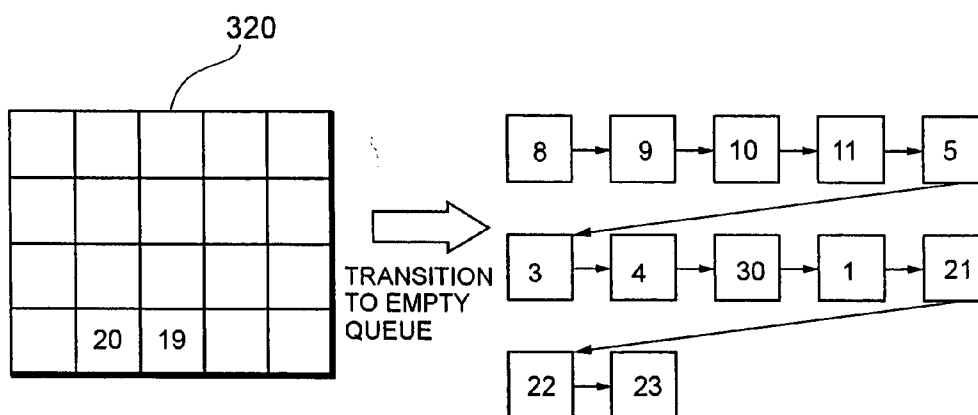 320
8 9 10 11 5
3 4 30 1 21
TRANSITION
TO EMPTY
QUEUE
20 19
22 23